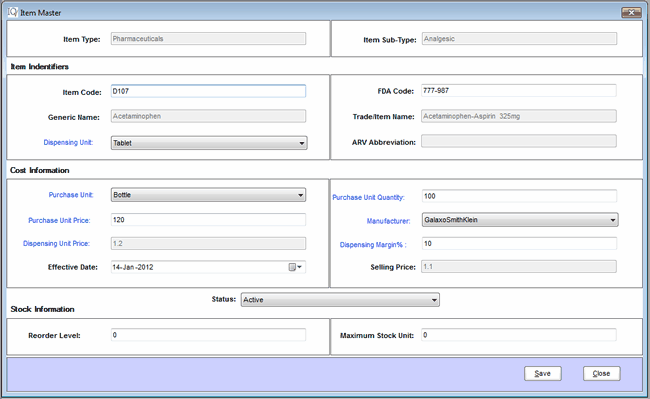 Item Master
Item Type: Pharmaceuticals Item Sub-Type: Analgesic
Item Indentifiers
Item Code: D107 FDA Code: 777-987
Generic Name: Acetaminophen Trade/Item Name: Acetaminophen-Aspirin 325mg
Dispensing Unit: Tablet ARV Abbreviation:
Cost Information
Purchase Unit: Bottle Purchase Unit Quantity: 100
Purchase Unit Price: 120 Manufacturer: GalaxoSmithKlein
Dispensing Unit Price: 1.2 Dispensing Margin% : 10
Effective Date: 14-Jan -2012 Selling Price: 1.1
Status: Active
Stock Information
Reorder Level: 0 Maximum Stock Unit: 0
Save Close